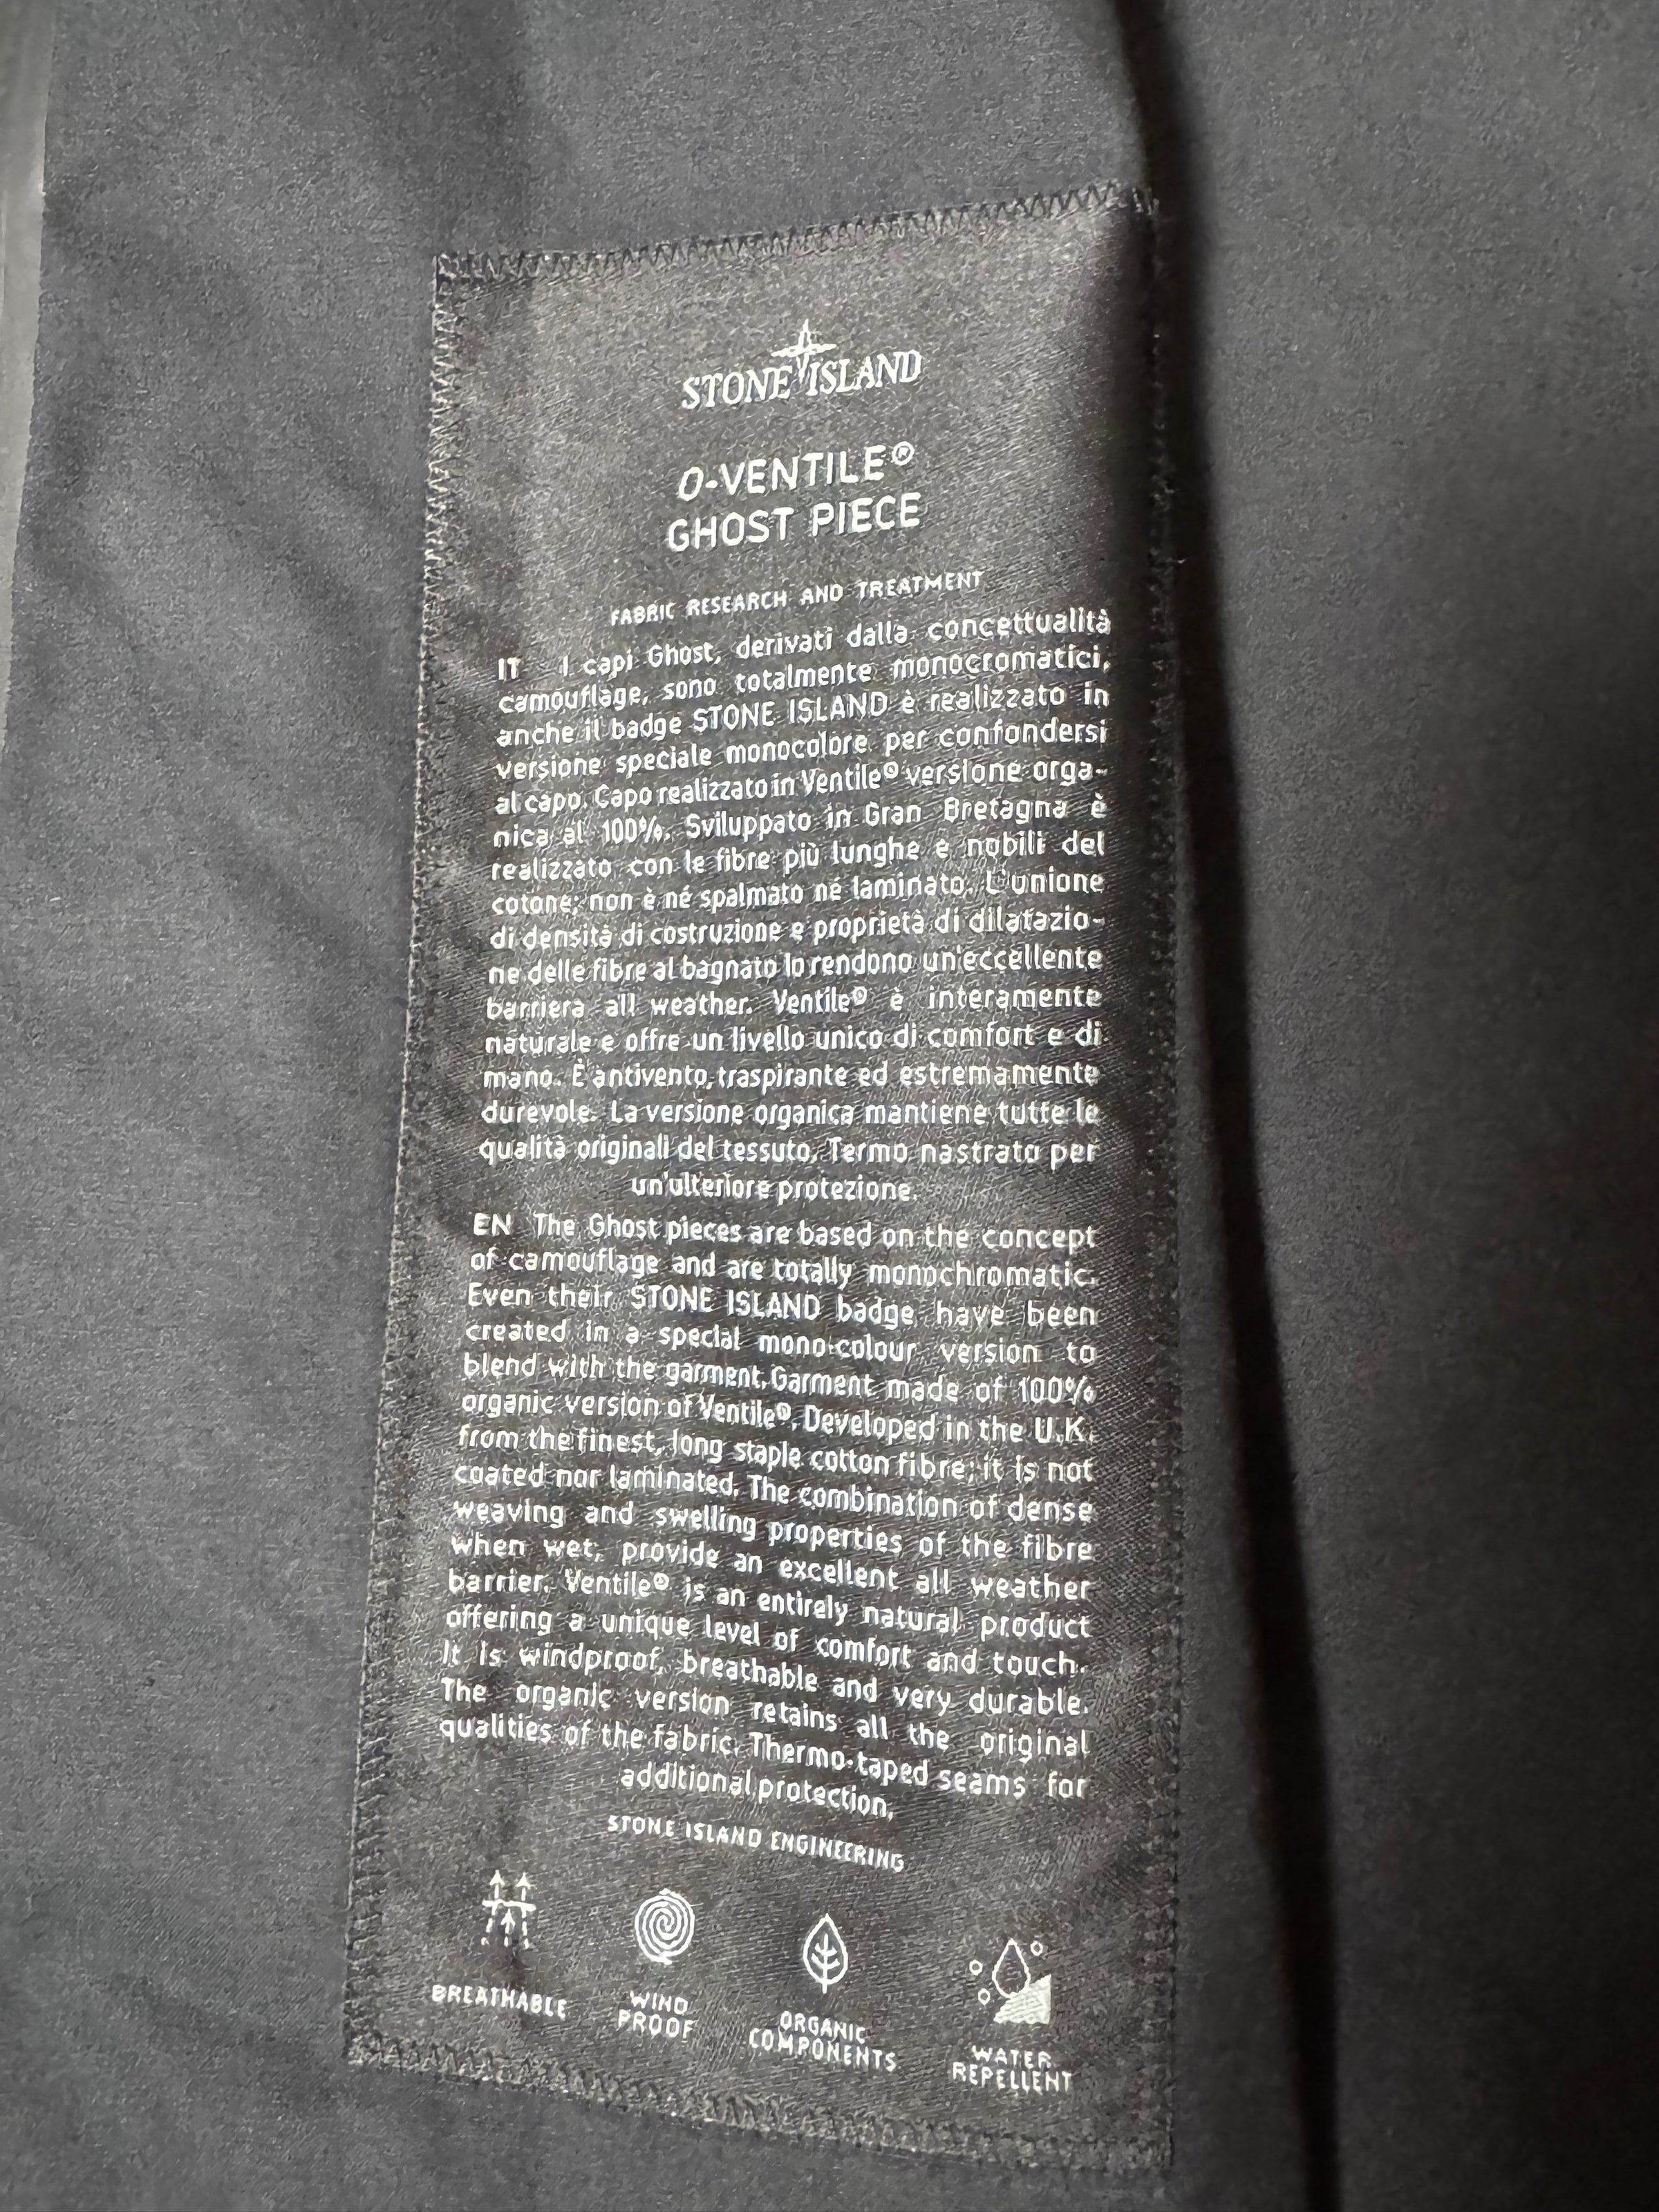 STONE ISLAND
O-VENTILE®
GHOST PIECE
FABRIC RESEARCH AND TREATMENT
IT I capi Ghost, derivati dalla concettualità
camouflage, sono totalmente monocromatici,
anche il badge STONE ISLAND è realizzato in
versione speciale monocolore per confondersi
al capo. Capo realizzato in Ventile® versione orga-
nica al 100%. Sviluppato in Gran Bretagna è
realizzato con le fibre più lunghe e nobili del
cotone; non è né spalmato né laminato. L'unione
di densità di costruzione e proprietà di dilatazio-
ne delle fibre al bagnato lo rendono un'eccellente
barriera all weather. Ventile® è interamente
naturale e offre un livello unico di comfort e di
mano. È antivento, traspirante ed estremamente
durevole. La versione organica mantiene tutte le
qualità originali del tessuto. Termo nastrato per
un'ulteriore protezione.
EN The Ghost pieces are based on the concept
of camouflage and are totally monochromatic.
Even their STONE ISLAND badge have been
created in a special mono-colour version to
blend with the garment. Garment made of 100%
organic version of Ventile®. Developed in the U.K.
from the finest, long staple cotton fibre; it is not
coated nor laminated. The combination of dense
weaving and swelling properties of the fibre
when wet, provide an excellent all weather
barrier. Ventile® is an entirely natural product
offering a unique level of comfort and touch.
It is windproof, breathable and very durable.
The organic version retains all the original
qualities of the fabric. Thermo-taped seams for
additional protection.
STONE ISLAND ENGINEERING
BREATHABLE
WIND
PROOF
ORGANIC
COMPONENTS
WATER
REPELLENT